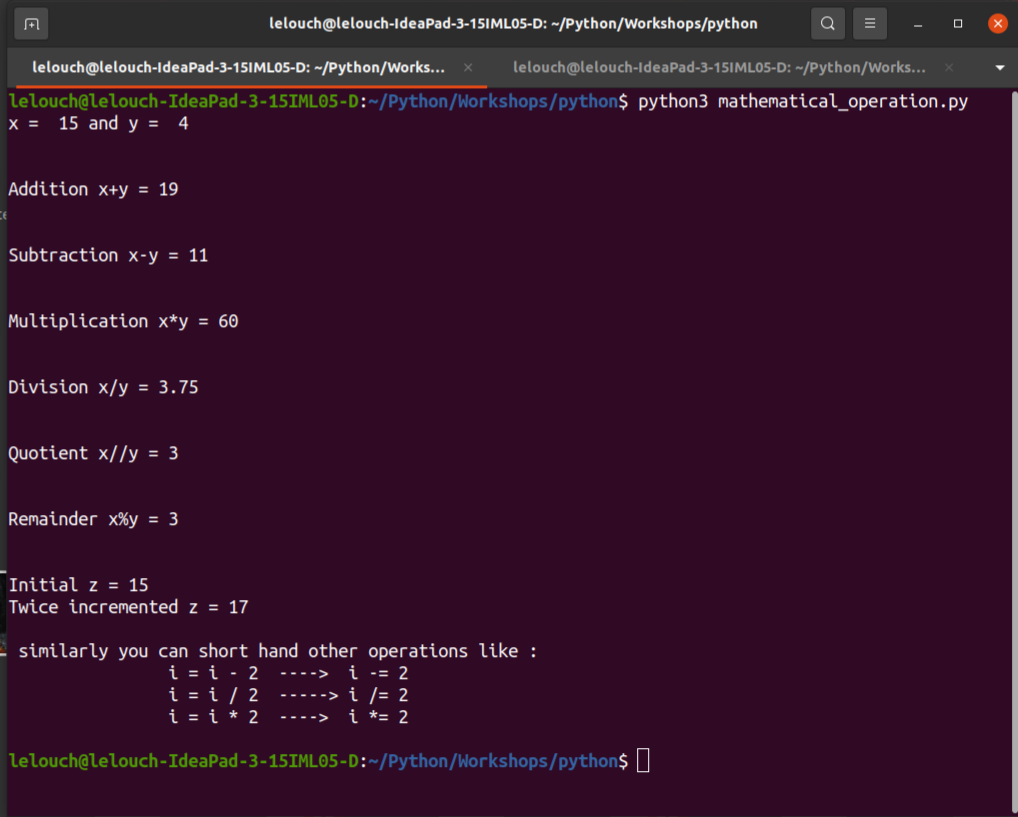 lelouch@lelouch-IdeaPad-3-15IML05-D: ~/Python/Workshops/python
lelouch@lelouch-IdeaPad-3-15IML05-D: ~/Python/Works...
lelouch@lelouch-IdeaPad-3-15IML05-D: ~/Python/Works...
lelouch@lelouch-IdeaPad-3-15IML05-D:~/Python/Workshops/python$ python3 mathematical_operation.py
x =  15 and y =  4
Addition x+y = 19
Subtraction x-y = 11
Multiplication x*y = 60
Division x/y = 3.75
Quotient x//y = 3
Remainder x%y = 3
Initial z = 15
Twice incremented z = 17
similarly you can short hand other operations like :
i = i - 2  ---->  i -= 2
i = i / 2  -----> i /= 2
i = i * 2  ---->  i *= 2
lelouch@lelouch-IdeaPad-3-15IML05-D:~/Python/Workshops/python$